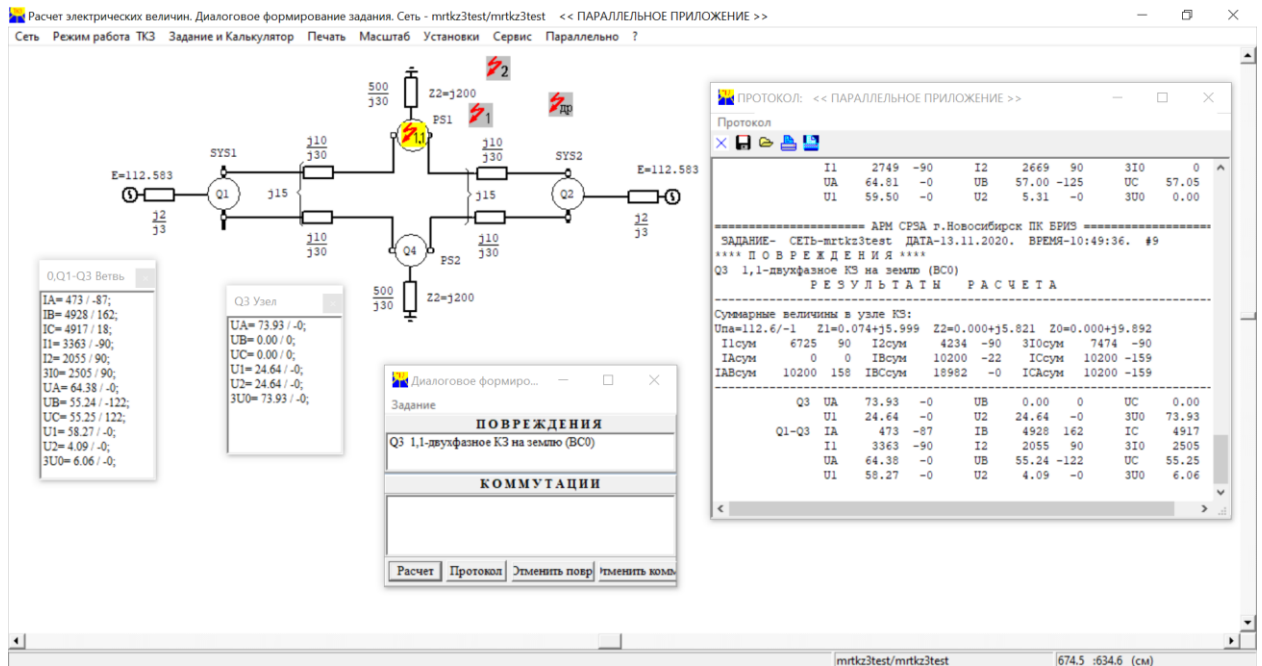 Расчет электрических величин. Диалоговое формирование задания. Сеть - mrtkz3test/mrtkz3test << ПАРАЛЛЕЛЬНОЕ ПРИЛОЖЕНИЕ >>
Сеть Режим работа ТКЗ Задание и Калькулятор Печать Масштаб Установки Сервис Параллельно ?
500
j30
Z2=j200
2
PS1
1
др
1,1
j10
j30
j10
j30
SYS1
SYS2
E=112.583
E=112.583
Q1
j15
j15
Q2
j2
j3
j2
j3
j10
j30
j10
j30
Q4
PS2
500
j30
Z2=j200
0,Q1-Q3 Ветвь
IA= 473 / -87;
IB= 4928 / 162;
IC= 4917 / 18;
I1= 3363 / -90;
I2= 2055 / 90;
3I0= 2505 / 90;
UA= 64.38 / -0;
UB= 55.24 / -122;
UC= 55.25 / 122;
U1= 58.27 / -0;
U2= 4.09 / -0;
3U0= 6.06 / -0;
Q3 Узел
UA= 73.93 / -0;
UB= 0.00 / 0;
UC= 0.00 / 0;
U1= 24.64 / -0;
U2= 24.64 / -0;
3U0= 73.93 / -0;
Диалоговое формиро...
Задание
ПОВРЕЖДЕНИЯ
Q3 1,1-двухфазное КЗ на землю (BC0)
КОММУТАЦИИ
Расчет Протокол Отменить повр
ПРОТОКОЛ: << ПАРАЛЛЕЛЬНОЕ ПРИЛОЖЕНИЕ >>
Протокол
I1 2749 -90 I2 2669 90 3I0 0
UA 64.81 -0 UB 57.00 -125 UC 57.05
U1 59.50 -0 U2 5.31 -0 3U0 0.00
===================== АРМ СРЗА г.Новосибирск ПК БРИЗ ==================
ЗАДАНИЕ- СЕТЬ-mrtkz3test ДАТА-13.11.2020. ВРЕМЯ-10:49:36. #9
**** П О В Р Е Ж Д Е Н И Я ****
Q3 1,1-двухфазное КЗ на землю (BC0)
Р Е З У Л Ь Т А Т Ы Р А С Ч Е Т А
Суммарные величины в узле КЗ:
Uпа=112.6/-1 Z1=0.074+j5.999 Z2=0.000+j5.821 Z0=0.000+j9.892
I1сум 6725 90 I2сум 4234 -90 3I0сум 7474 -90
IAсум 0 0 IBсум 10200 -22 ICсум 10200 -159
IABсум 10200 158 IBCсум 18982 -0 ICAсум 10200 -159
Q3 UA 73.93 -0 UB 0.00 0 UC 0.00
U1 24.64 -0 U2 24.64 -0 3U0 73.93
Q1-Q3 IA 473 -87 IB 4928 162 IC 4917
I1 3363 -90 I2 2055 90 3I0 2505
UA 64.38 -0 UB 55.24 -122 UC 55.25
U1 58.27 -0 U2 4.09 -0 3U0 6.06
mrtkz3test/mrtkz3test 674.5 :634.6 (см)